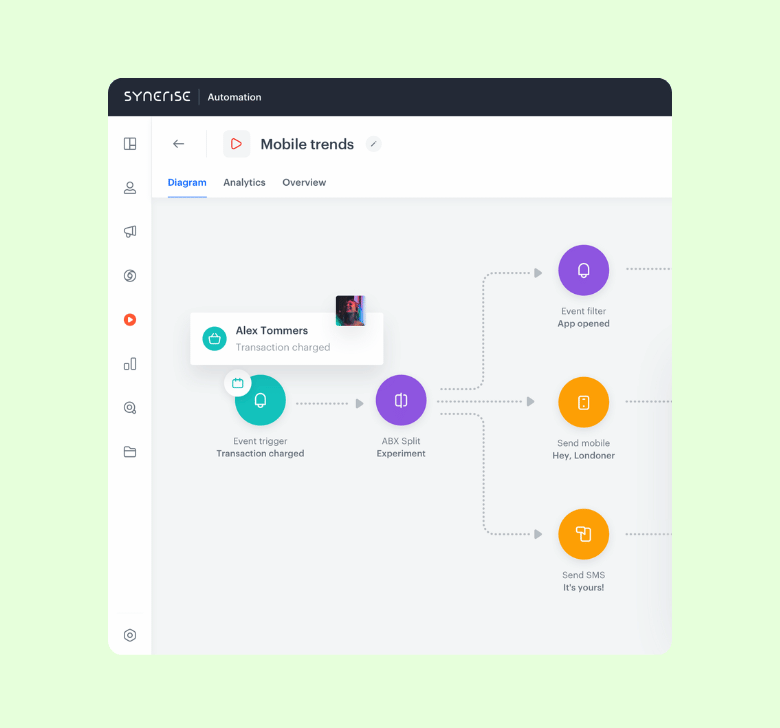 SYNERISE Automation
Mobile trends
Diagram Analytics Overview
Alex Tommers
Transaction charged
Event trigger
Transaction charged
ABX Split
Experiment
Event filter
App opened
Send mobile
Hey, Londoner
Send SMS
It's yours!